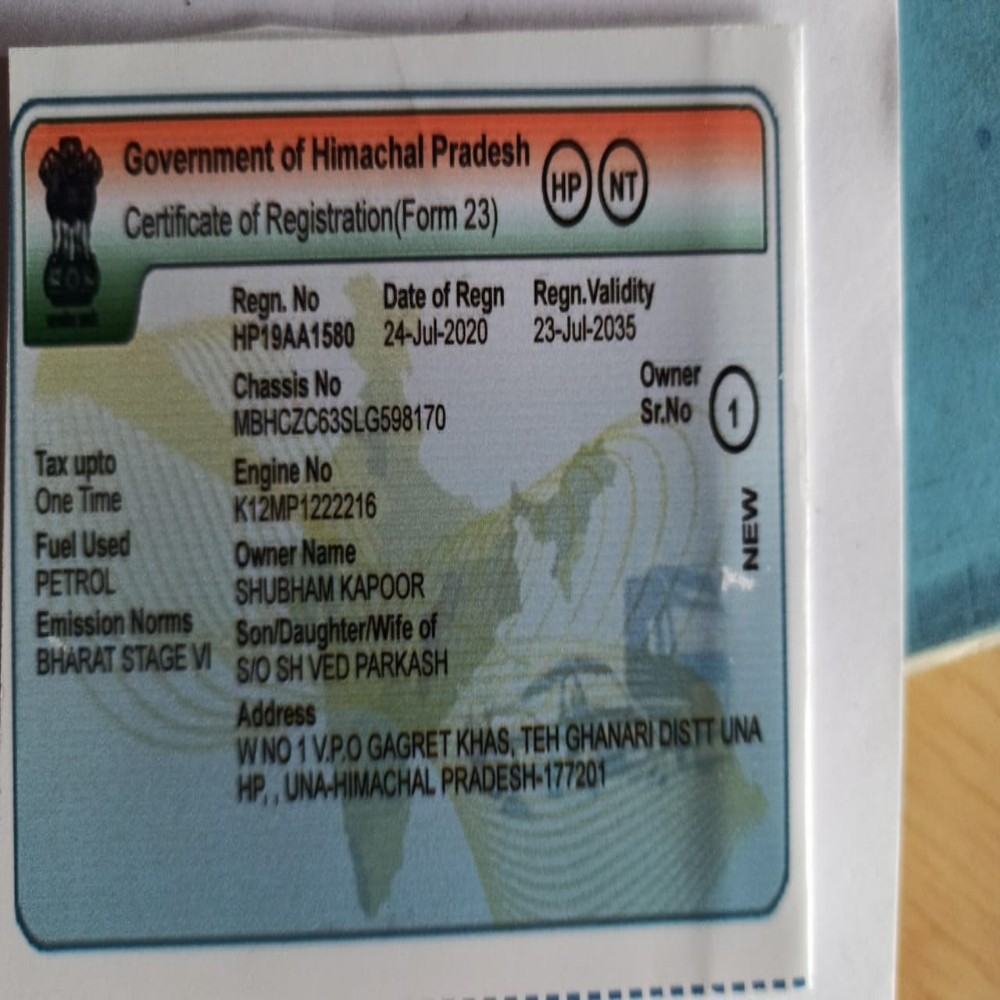 Government of Himachal Pradesh
HP NT
Certificate of Registration(Form 23)
Regn. No Date of Regn Regn.Validity
HP19AA1580 24-Jul-2020 23-Jul-2035
Chassis No
MBHCZC63SLG598170
Owner
Sr.No 1
NEW
Tax upto
One Time
Fuel Used
PETROL
Emission Norms
BHARAT STAGE VI
Engine No
K12MP1222216
Owner Name
SHUBHAM KAPOOR
Son/Daughter/Wife of
S/O SH VED PARKASH
Address
W NO 1 V.P.O GAGRET KHAS, TEH GHANARI DISTT UNA
HP, , UNA-HIMACHAL PRADESH-177201